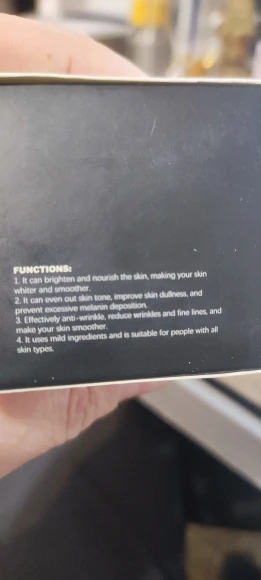 FUNCTIONS:
1. It can brighten and nourish the skin, making your skin
whiter and smoother.
2. It can even out skin tone, improve skin dullness, and
prevent excessive melanin deposition.
3. Effectively anti-wrinkle, reduce wrinkles and fine lines, and
make your skin smoother.
4. It uses mild ingredients and is suitable for people with all
skin types.